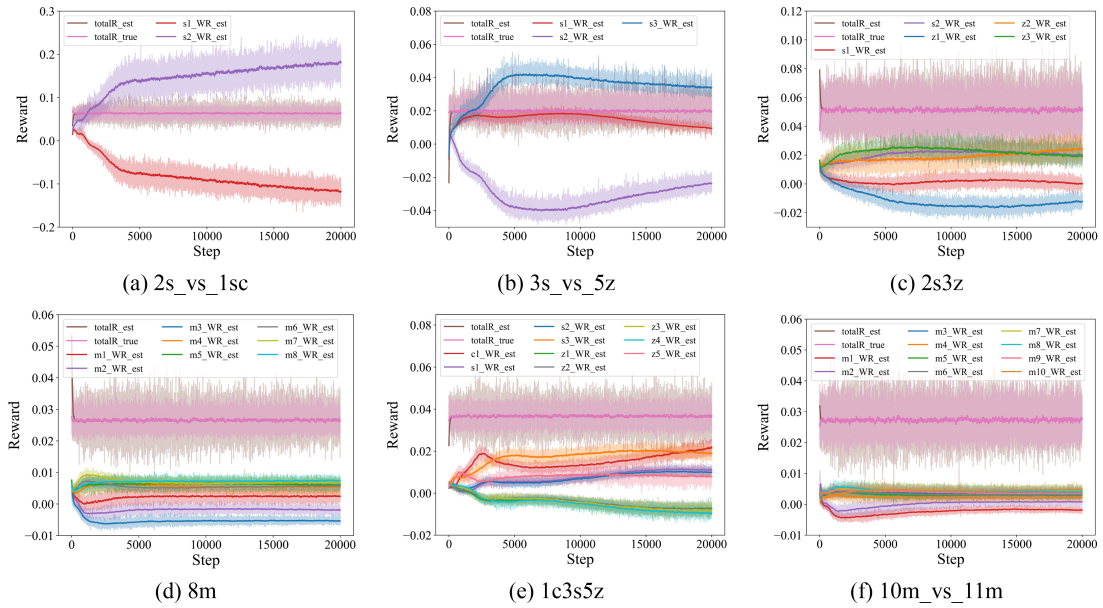 0.3
0.2
0.1
0.0
−0.1
−0.2
Reward
totalR_est
totalR_true
s1_WR_est
s2_WR_est
0 5000 10000 15000 20000
Step
(a) 2s_vs_1sc
0.08
0.06
0.04
0.02
0.00
−0.02
−0.04
Reward
totalR_est
totalR_true
s1_WR_est
s2_WR_est
s3_WR_est
0 5000 10000 15000 20000
Step
(b) 3s_vs_5z
0.12
0.10
0.08
0.06
0.04
0.02
0.00
−0.02
Reward
totalR_est
totalR_true
s1_WR_est
s2_WR_est
z1_WR_est
z2_WR_est
z3_WR_est
0 5000 10000 15000 20000
Step
(c) 2s3z
0.06
0.05
0.04
0.03
0.02
0.01
0.00
−0.01
Reward
totalR_est
totalR_true
m1_WR_est
m2_WR_est
m3_WR_est
m4_WR_est
m5_WR_est
m6_WR_est
m7_WR_est
m8_WR_est
0 5000 10000 15000 20000
Step
(d) 8m
0.08
0.06
0.04
0.02
0.00
−0.02
Reward
totalR_est
totalR_true
c1_WR_est
s1_WR_est
s2_WR_est
s3_WR_est
z1_WR_est
z2_WR_est
z3_WR_est
z4_WR_est
z5_WR_est
0 5000 10000 15000 20000
Step
(e) 1c3s5z
0.06
0.05
0.04
0.03
0.02
0.01
0.00
−0.01
Reward
totalR_est
totalR_true
m1_WR_est
m2_WR_est
m3_WR_est
m4_WR_est
m5_WR_est
m6_WR_est
m7_WR_est
m8_WR_est
m9_WR_est
m10_WR_est
0 5000 10000 15000 20000
Step
(f) 10m_vs_11m